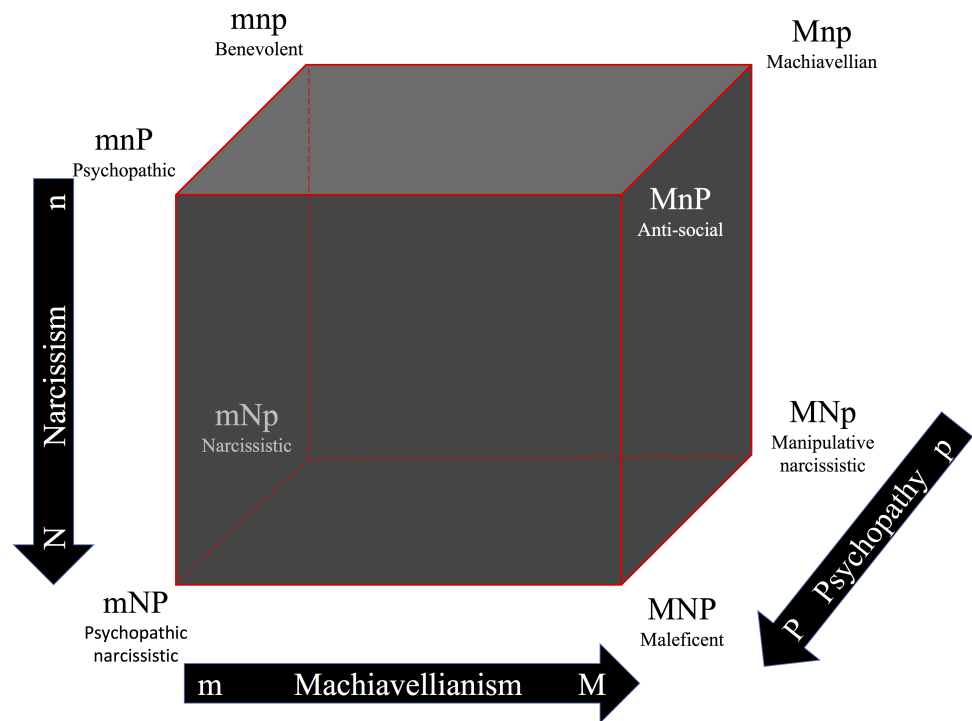 mnp
Benevolent
Mnp
Machiavellian
mnP
Psychopathic
MnP
Anti-social
n Narcissism N
mNp
Narcissistic
MNp
Manipulative
narcissistic
P Psychopathy p
mNP
Psychopathic
narcissistic
MNP
Maleficent
m Machiavellianism M